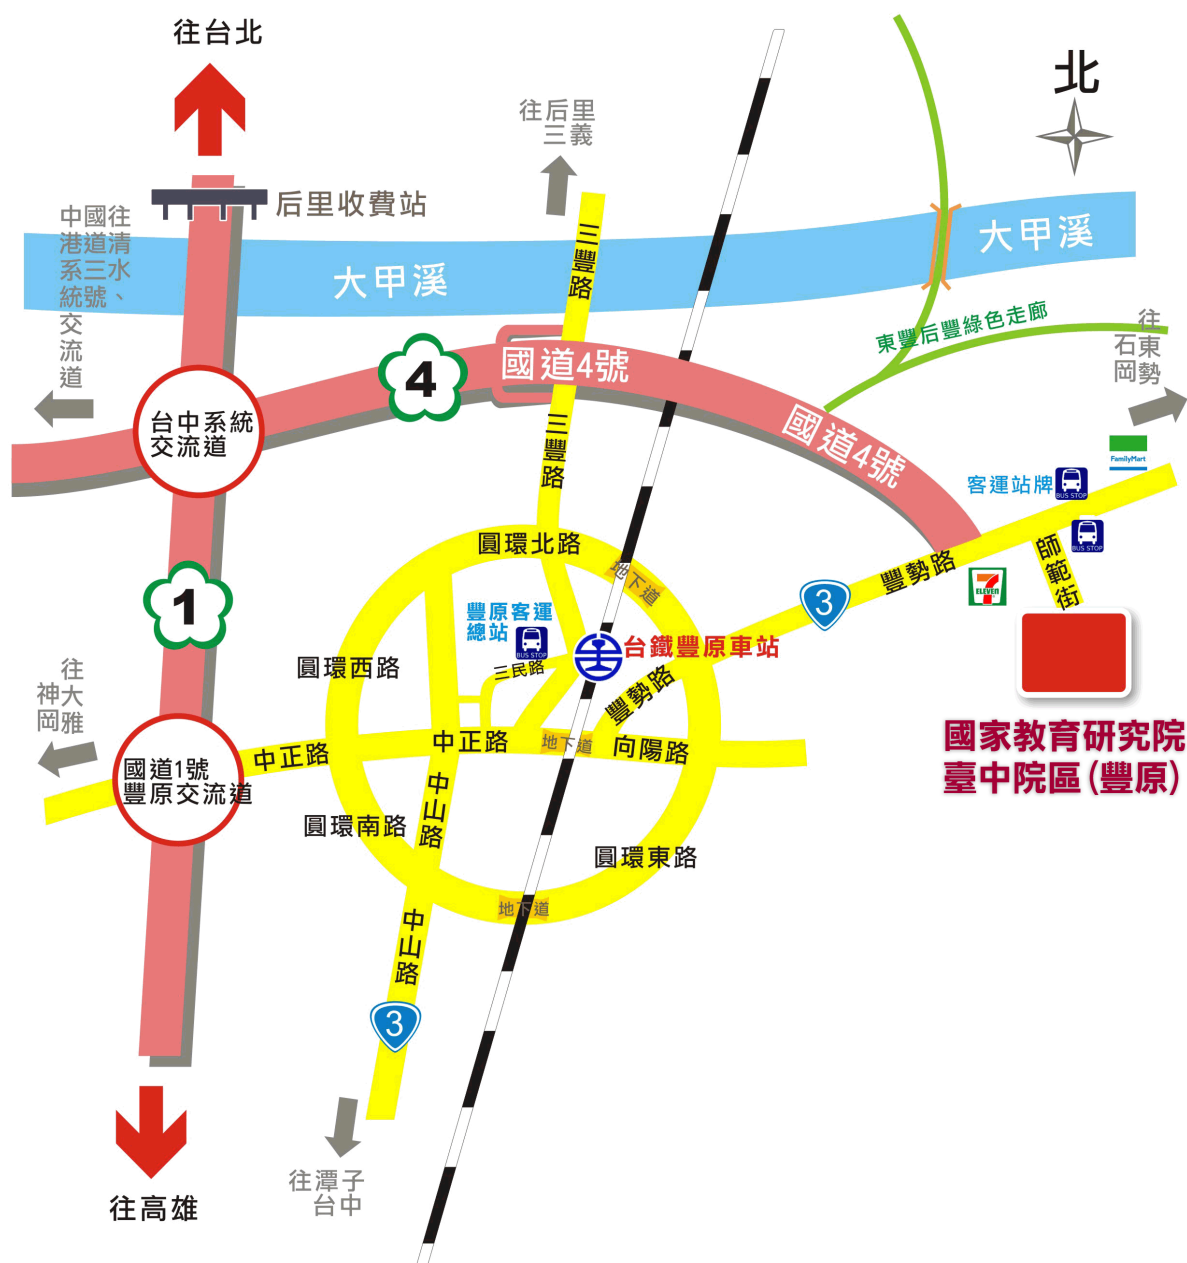 往台北
北
往后里
三義
后里收費站
往清水、
國道三號
中港系統交流道
大甲溪
大甲溪
三豐路
東豐后豐綠色走廊
往東勢
石岡
國道4號
4
國道4號
台中系統
交流道
三豐路
FamilyMart
客運站牌
BUS STOP
BUS STOP
圓環北路
地下道
師範街
豐勢路
7
ELEVEN
3
1
豐原客運
總站
BUS STOP
台鐵豐原車站
三民路
圓環西路
豐勢路
往大雅
神岡
國道1號
豐原交流道
中正路
中正路
地下道
向陽路
國家教育研究院
臺中院區(豐原)
中山路
圓環南路
圓環東路
地下道
中山路
3
往潭子
台中
往高雄